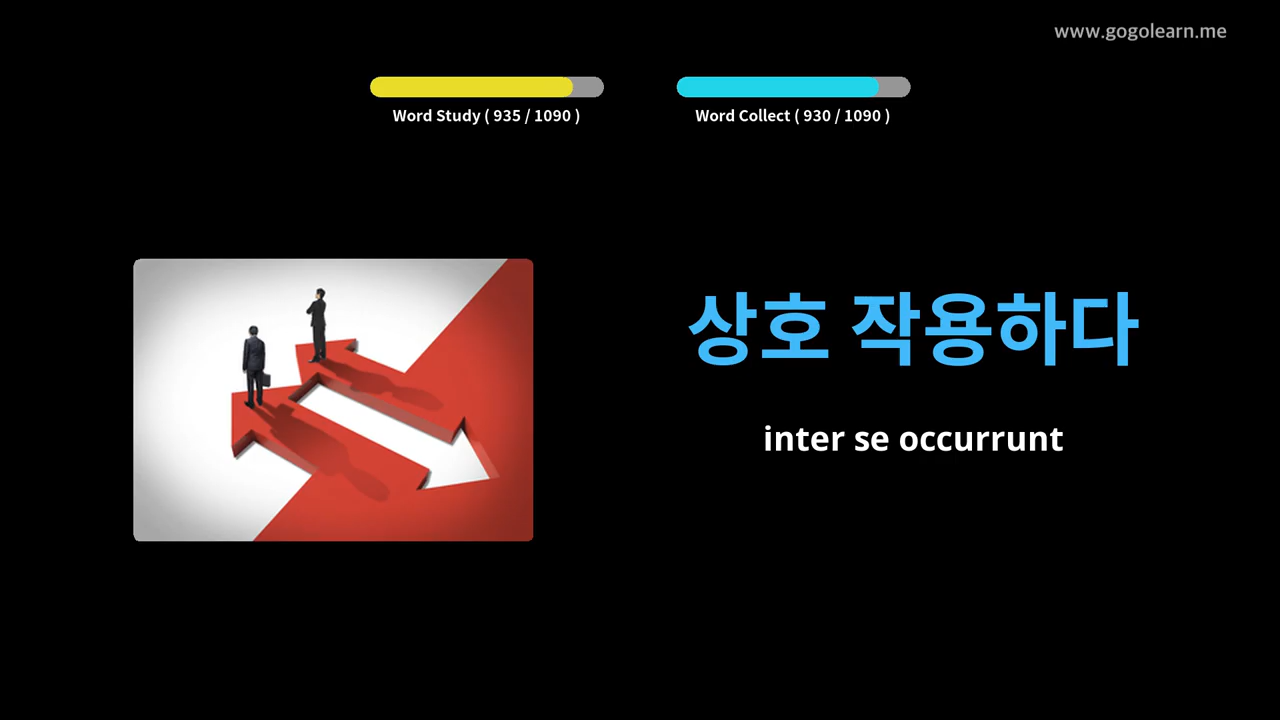 www.gogolearn.me
Word Study ( 935 / 1090 )
Word Collect ( 930 / 1090 )
상호 작용하다
inter se occurrunt